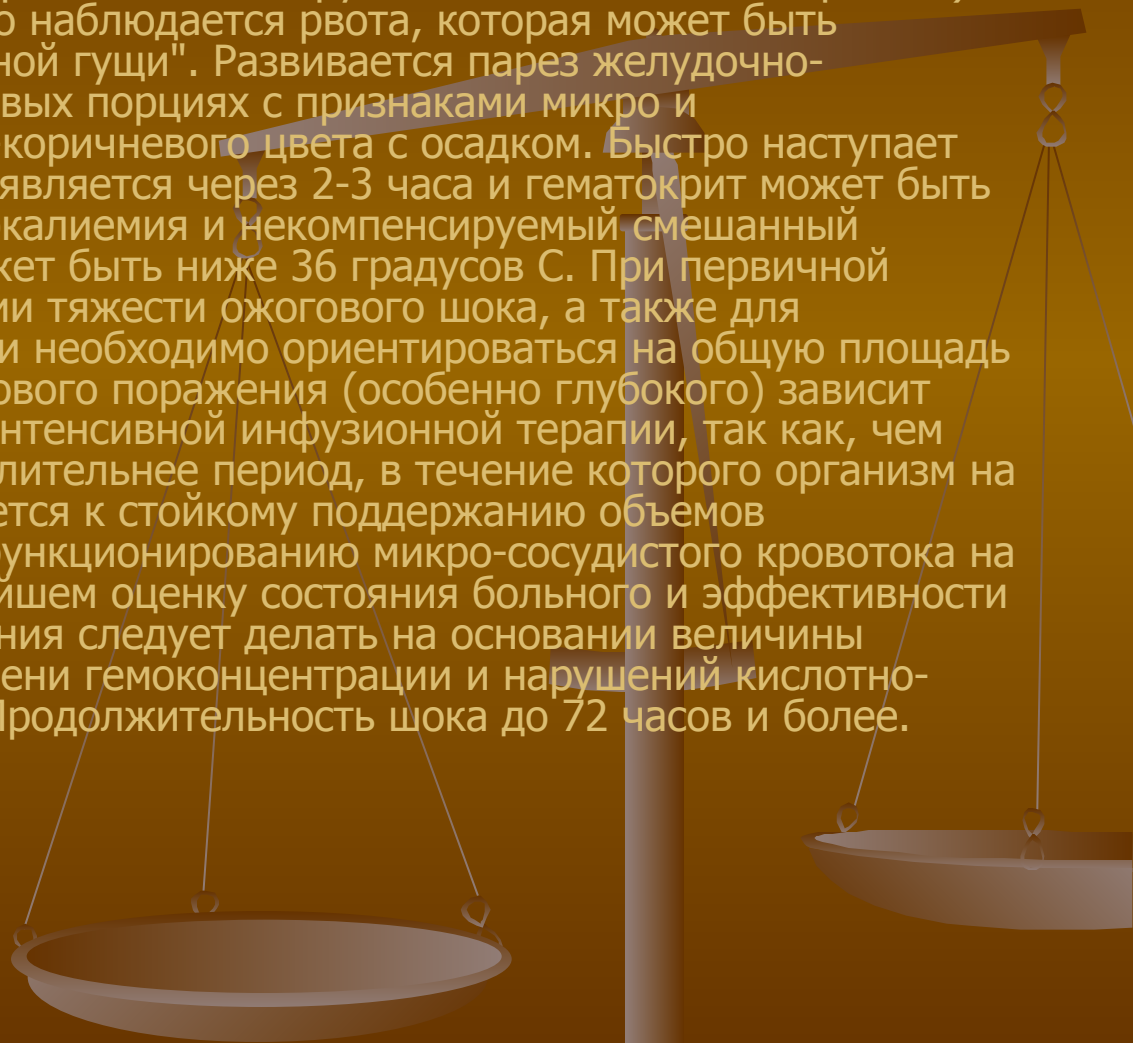 о наблюдается рвота, которая может быть
ной гущи". Развивается парез желудочно-
вых порциях с признаками микро и
коричневого цвета с осадком. Быстро наступает
является через 2-3 часа и гематокрит может быть
калиемия и некомпенсируемый смешанный
жет быть ниже 36 градусов С. При первичной
ии тяжести ожогового шока, а также для
и необходимо ориентироваться на общую площадь
ового поражения (особенно глубокого) зависит
нтенсивной инфузионной терапии, так как, чем
лительнее период, в течение которого организм на
ется к стойкому поддержанию объемов
функционированию микро-сосудистого кровотока на
йшем оценку состояния больного и эффективности
ния следует делать на основании величины
ени гемоконцентрации и нарушений кислотно-
Продолжительность шока до 72 часов и более.